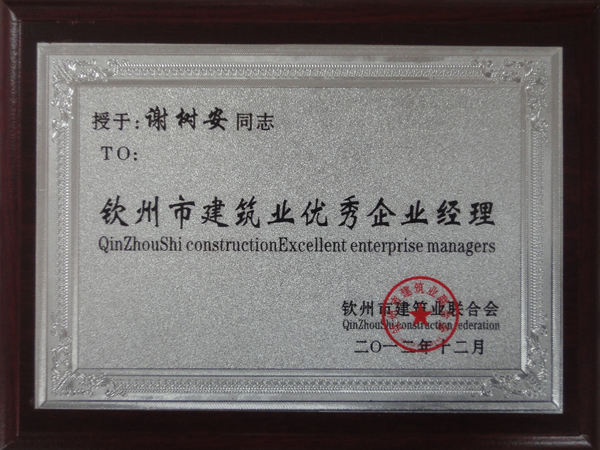 授于：谢树安同志
TO：
钦州市建筑业优秀企业经理
QinZhouShi constructionExcellent enterprise managers
钦州市建筑业联合会
QinZhouShi construction federation
二〇一二年十二月